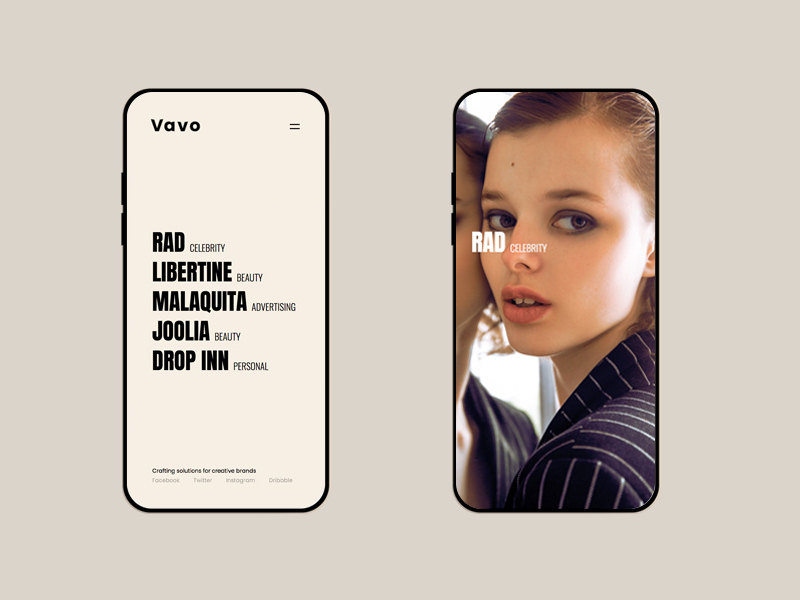 Vavo
RAD CELEBRITY
LIBERTINE BEAUTY
MALAQUITA ADVERTISING
JOOLIA BEAUTY
DROP INN PERSONAL
Crafting solutions for creative brands
Facebook Twitter Instagram Dribbble
RAD CELEBRITY